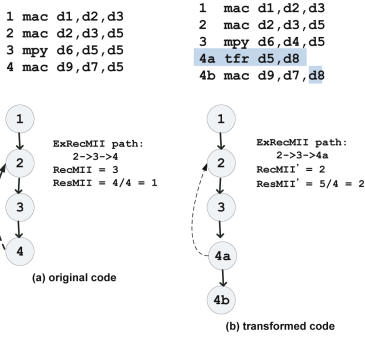 1 mac d1,d2,d3
2 mac d2,d3,d5
3 mpy d6,d5,d5
4 mac d9,d7,d5
1 mac d1,d2,d3
2 mac d2,d3,d5
3 mpy d6,d4,d5
4a tfr d5,d8
4b mac d9,d7,d8
1
ExRecMII path:
2->3->4
2
RecMII = 3
ResMII = 4/4 = 1
3
4
(a) original code
1
ExRecMII path:
2->3->4a
2
RecMII' = 2
ResMII' = 5/4 = 2
3
4a
4b
(b) transformed code